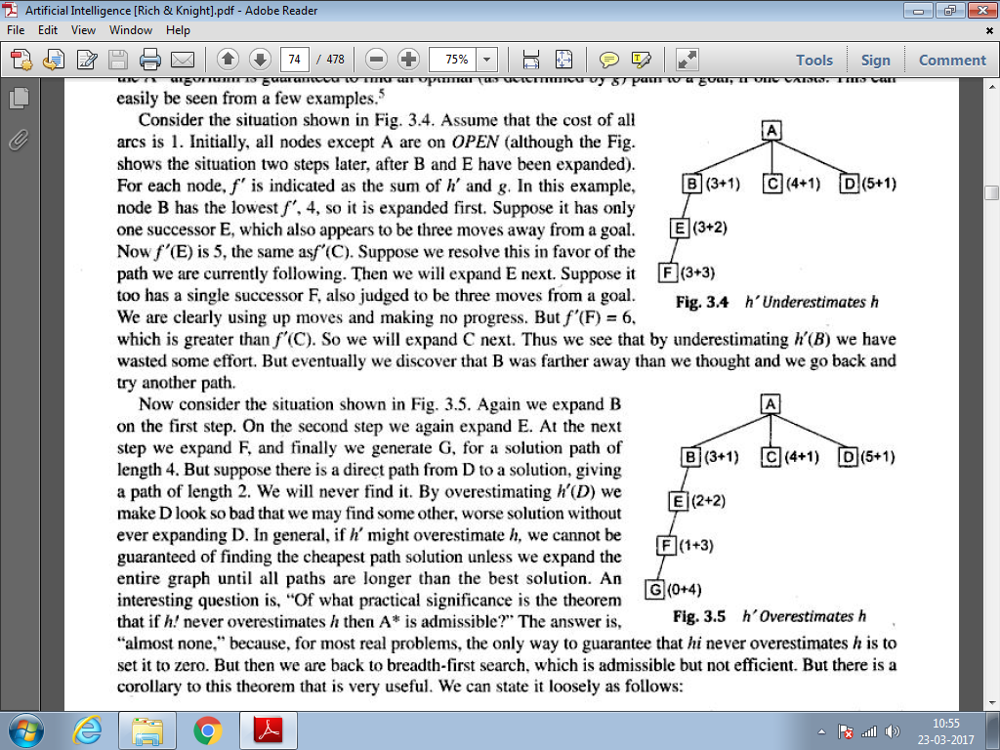 Artificial Intelligence [Rich & Knight].pdf - Adobe Reader
File Edit View Window Help
74 / 478 75% Tools Sign Comment
easily be seen from a few examples.5
Consider the situation shown in Fig. 3.4. Assume that the cost of all
arcs is 1. Initially, all nodes except A are on OPEN (although the Fig.
shows the situation two steps later, after B and E have been expanded).
For each node, f′ is indicated as the sum of h′ and g. In this example,
node B has the lowest f′, 4, so it is expanded first. Suppose it has only
one successor E, which also appears to be three moves away from a goal.
Now f′(E) is 5, the same asf′(C). Suppose we resolve this in favor of the
path we are currently following. Then we will expand E next. Suppose it
too has a single successor F, also judged to be three moves from a goal.
We are clearly using up moves and making no progress. But f′(F) = 6,
which is greater than f′(C). So we will expand C next. Thus we see that by underestimating h′(B) we have
wasted some effort. But eventually we discover that B was farther away than we thought and we go back and
try another path.
A
B (3+1) C (4+1) D (5+1)
E (3+2)
F (3+3)
Fig. 3.4 h′ Underestimates h
Now consider the situation shown in Fig. 3.5. Again we expand B
on the first step. On the second step we again expand E. At the next
step we expand F, and finally we generate G, for a solution path of
length 4. But suppose there is a direct path from D to a solution, giving
a path of length 2. We will never find it. By overestimating h′(D) we
make D look so bad that we may find some other, worse solution without
ever expanding D. In general, if h′ might overestimate h, we cannot be
guaranteed of finding the cheapest path solution unless we expand the
entire graph until all paths are longer than the best solution. An
interesting question is, “Of what practical significance is the theorem
that if h! never overestimates h then A* is admissible?” The answer is,
“almost none,” because, for most real problems, the only way to guarantee that hi never overestimates h is to
set it to zero. But then we are back to breadth-first search, which is admissible but not efficient. But there is a
corollary to this theorem that is very useful. We can state it loosely as follows:
A
B (3+1) C (4+1) D (5+1)
E (2+2)
F (1+3)
G (0+4)
Fig. 3.5 h′ Overestimates h
10:55
23-03-2017